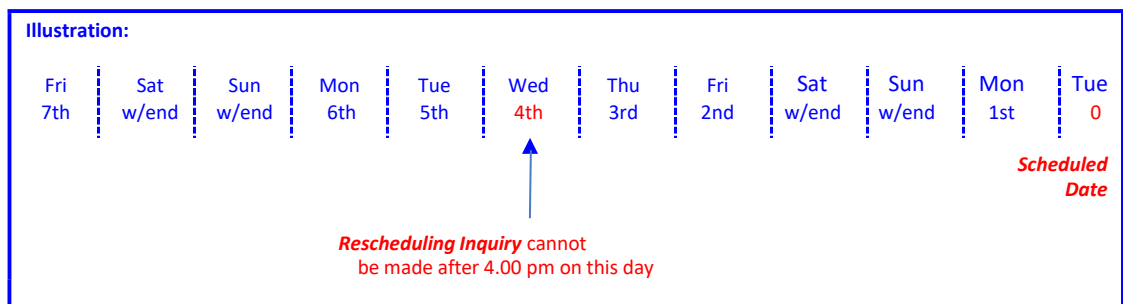 Illustration:
Fri Sat Sun Mon Tue Wed Thu Fri Sat Sun Mon Tue
7th w/end w/end 6th 5th 4th 3rd 2nd w/end w/end 1st 0
Scheduled
Date
Rescheduling Inquiry cannot
be made after 4.00 pm on this day